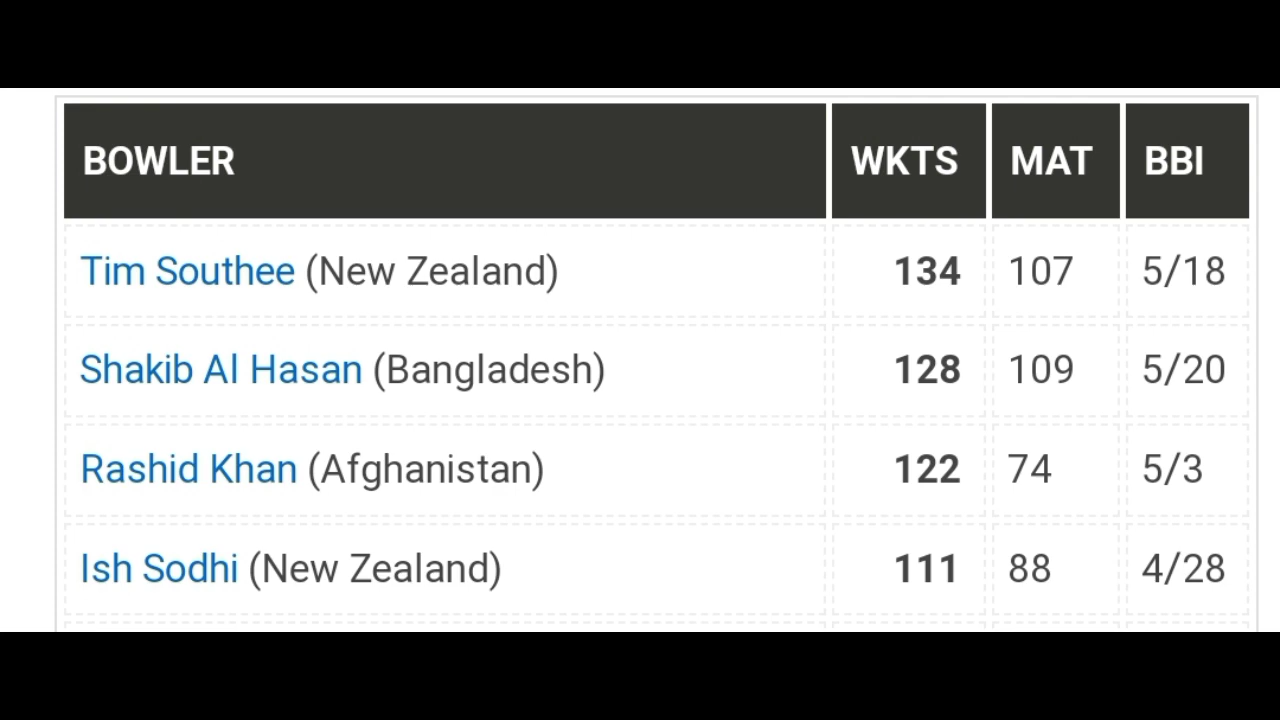 BOWLER WKTS MAT BBI
Tim Southee (New Zealand) 134 107 5/18
Shakib Al Hasan (Bangladesh) 128 109 5/20
Rashid Khan (Afghanistan) 122 74 5/3
Ish Sodhi (New Zealand) 111 88 4/28